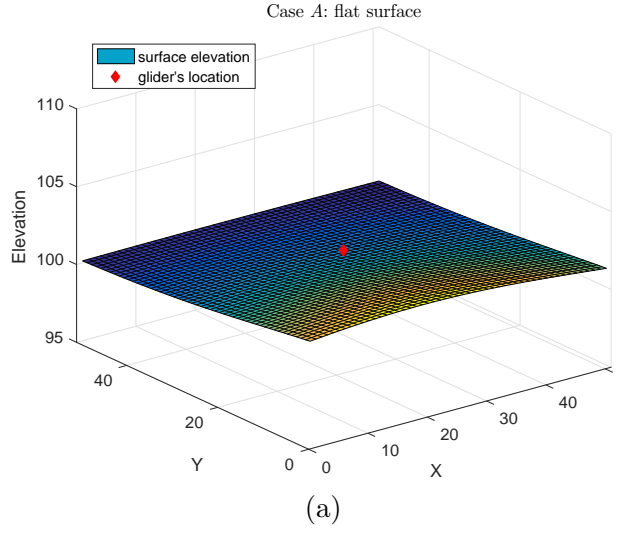 Case A: flat surface
surface elevation
glider's location
110
105
100
95
Elevation
40
20
0
Y
0
10
20
30
40
X
(a)